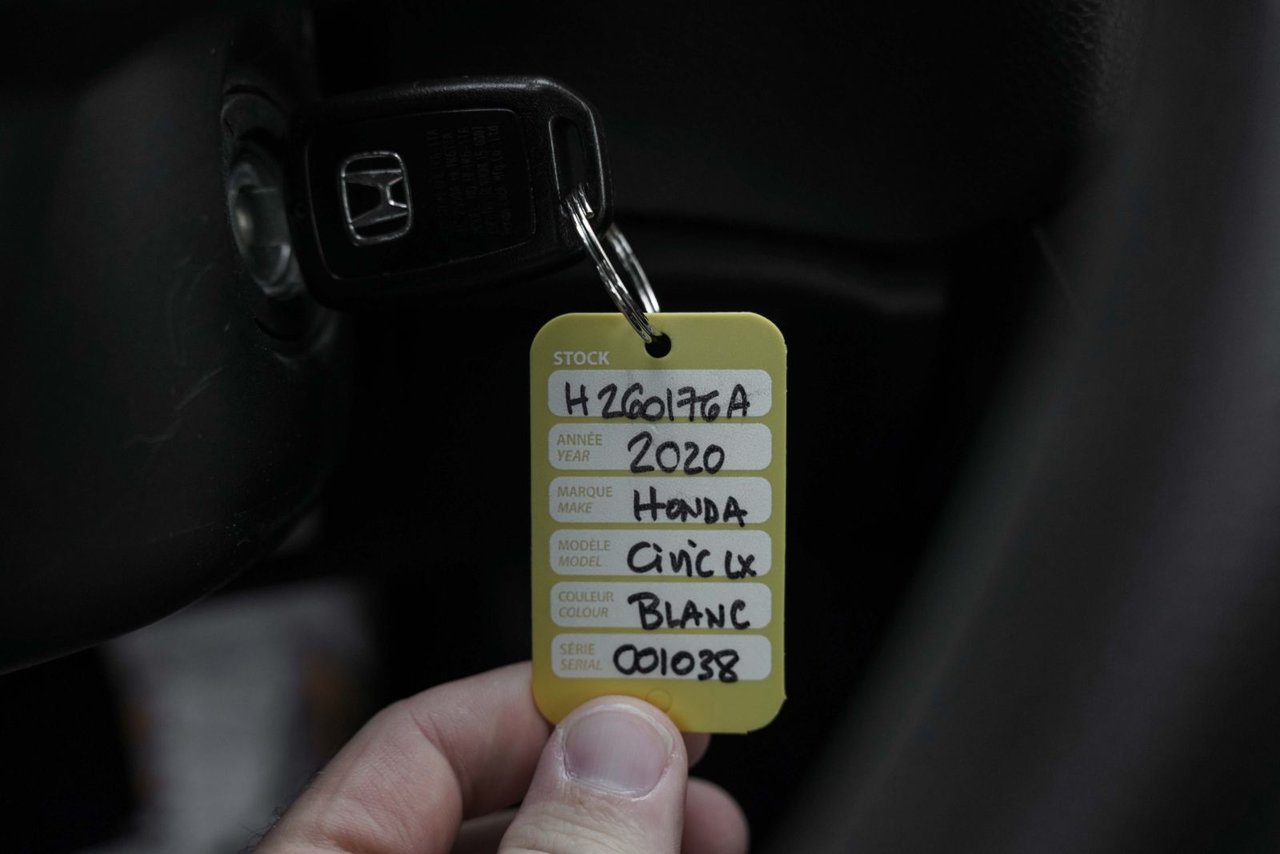 STOCK
H260176A
ANNÉE
YEAR
2020
MARQUE
MAKE
HONDA
MODÈLE
MODEL
Civic LX
COULEUR
COLOUR
BLANC
SÉRIE
SERIAL
001038